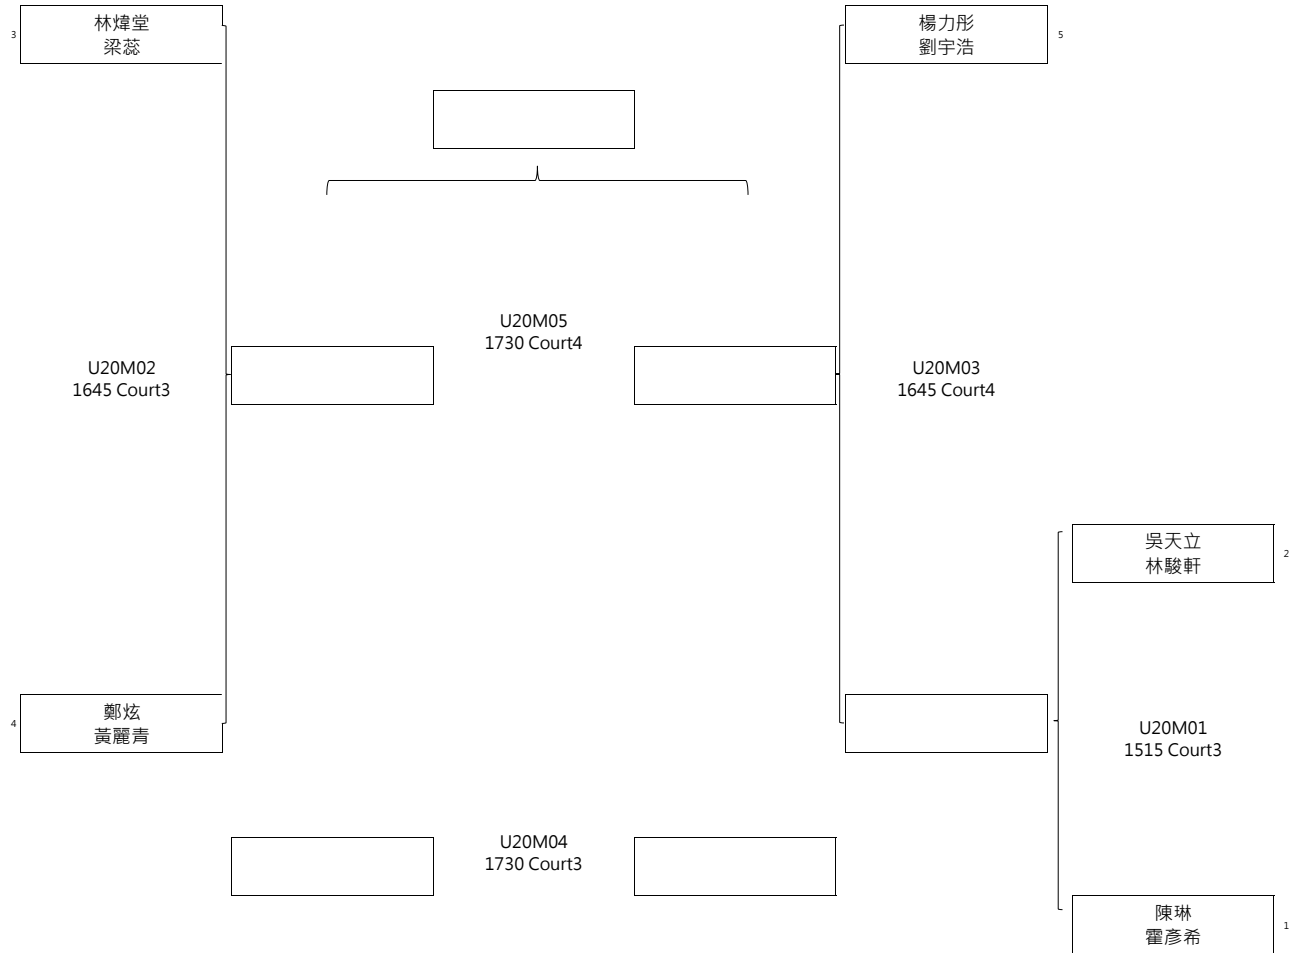 3
林煒堂
梁蕊
楊力彤
劉宇浩
5
U20M05
1730 Court4
U20M02
1645 Court3
U20M03
1645 Court4
吳天立
林駿軒
2
4
鄭炫
黃麗青
U20M01
1515 Court3
U20M04
1730 Court3
陳琳
霍彥希
1